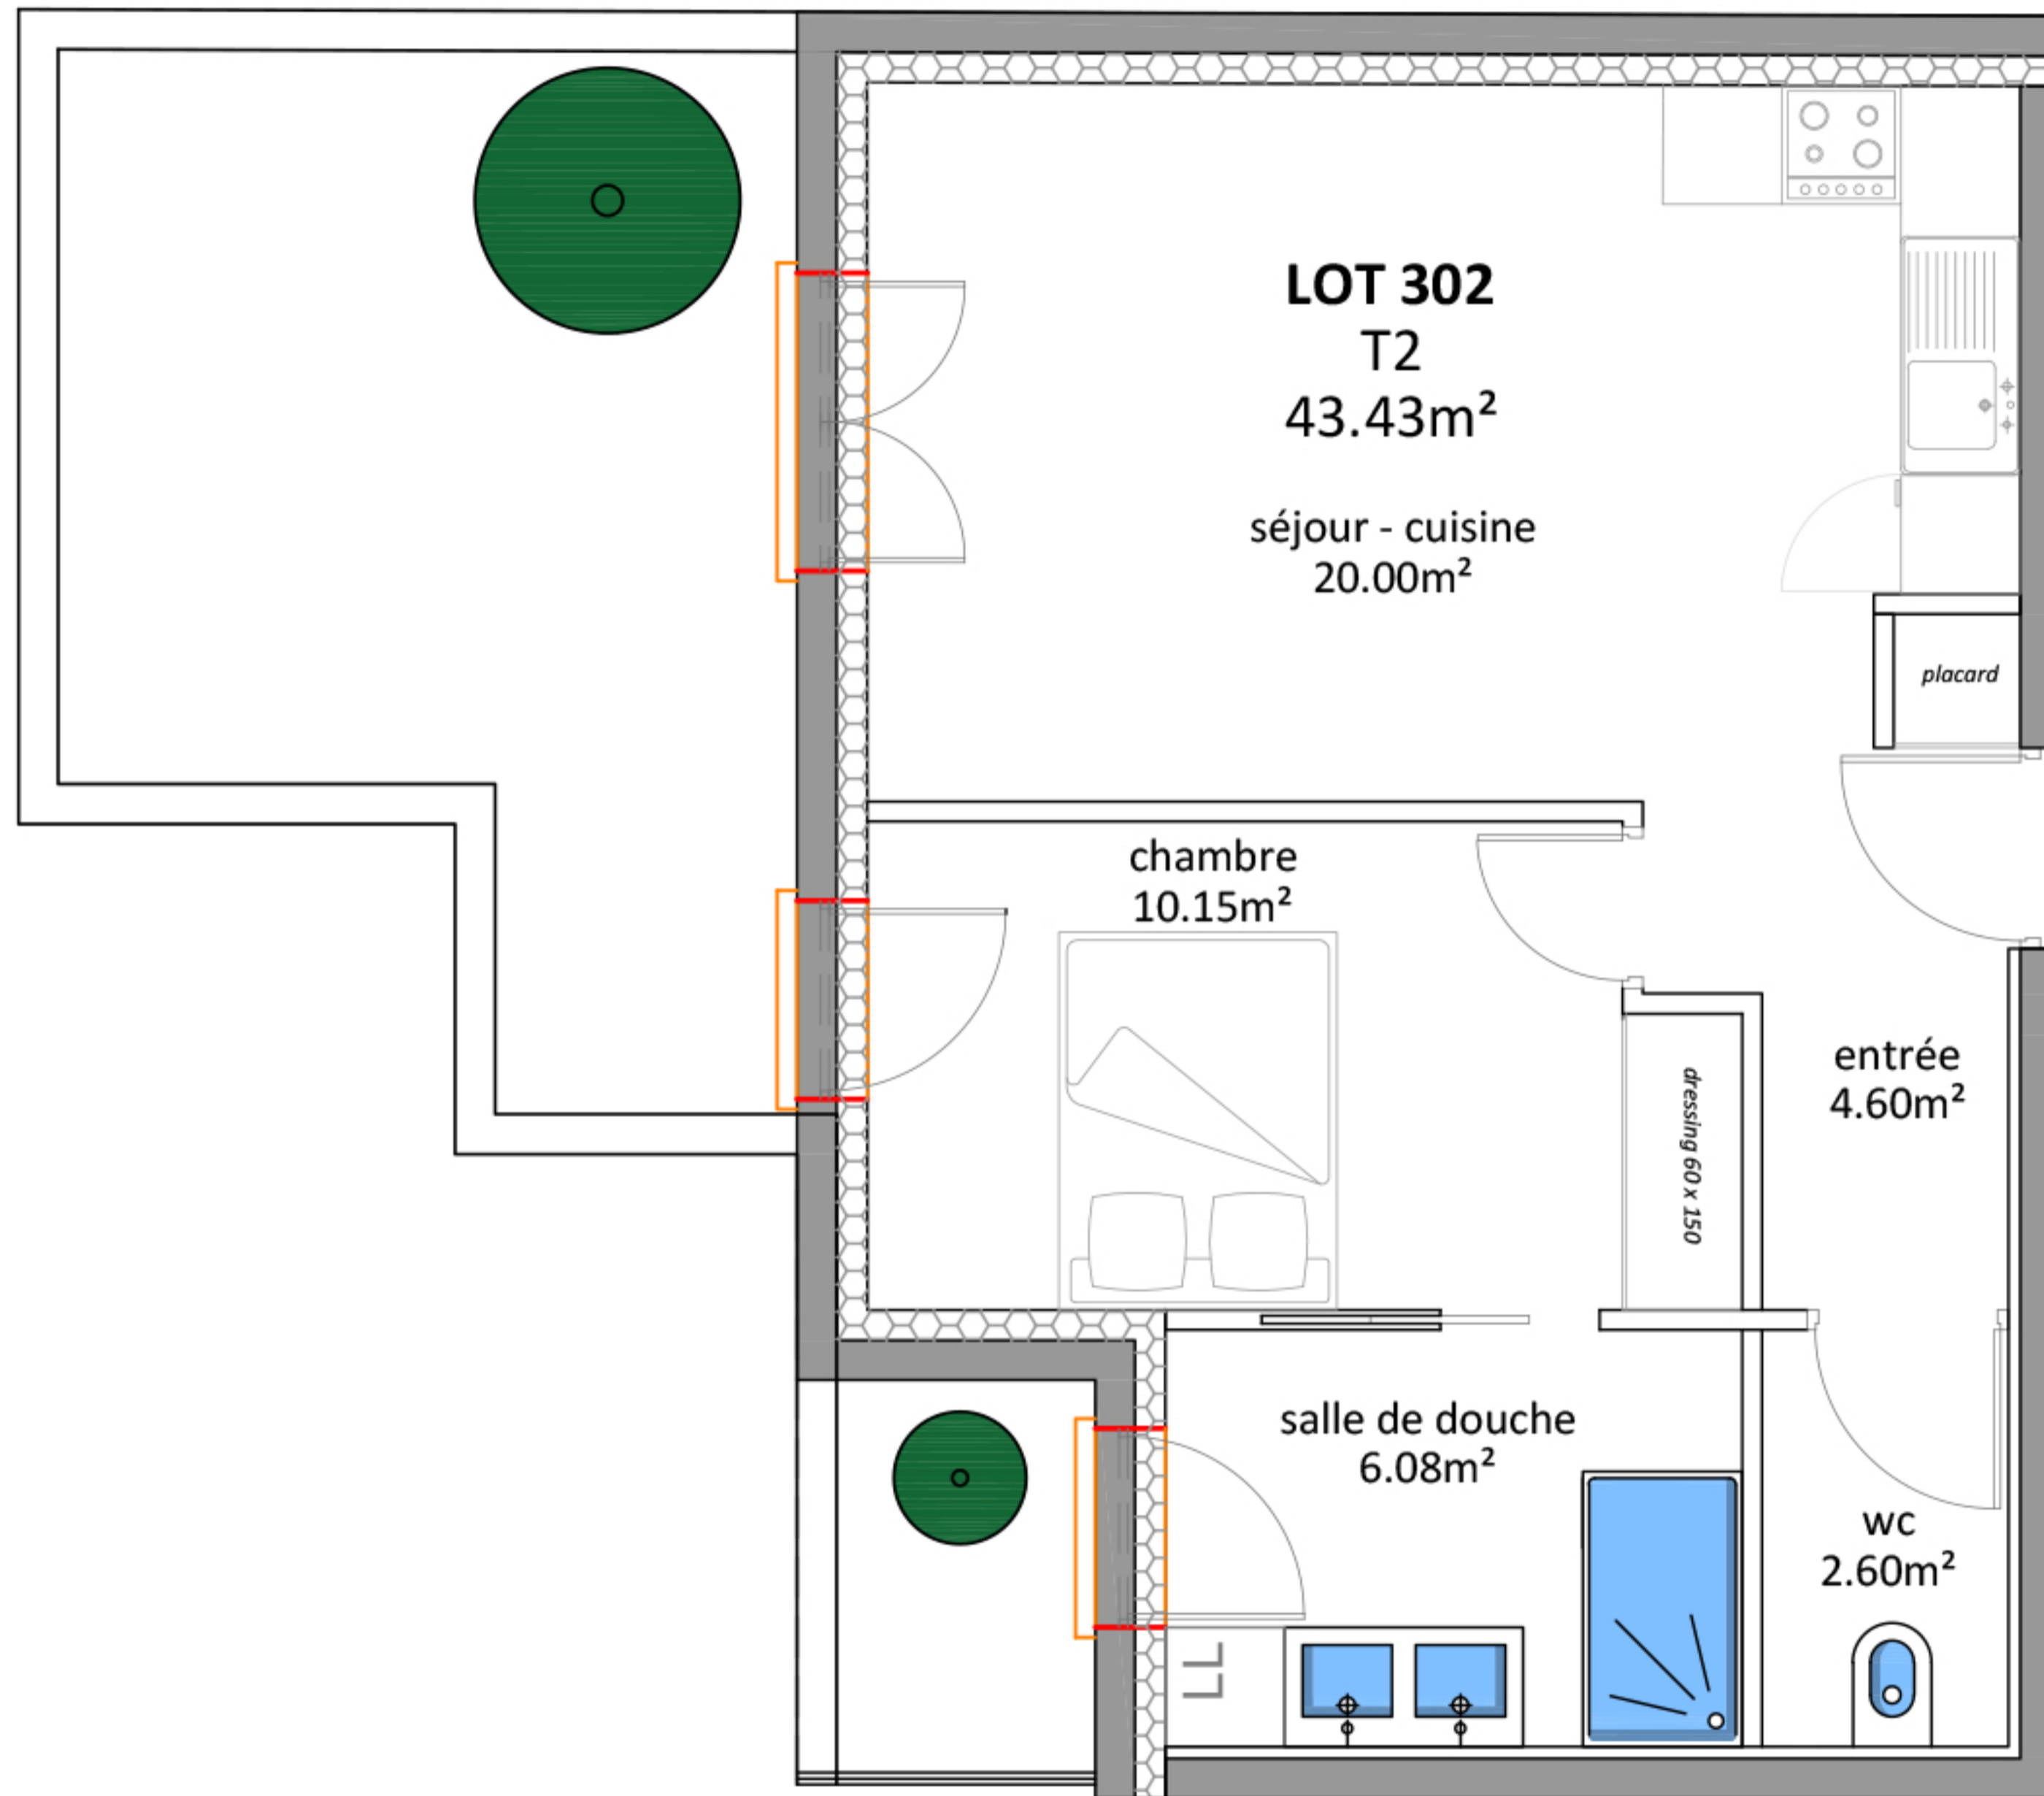 LOT 302
T2
43.43m²
séjour - cuisine
20.00m²
placard
chambre
10.15m²
entrée
4.60m²
dressing 60 x 150
salle de douche
6.08m²
wc
2.60m²
LL